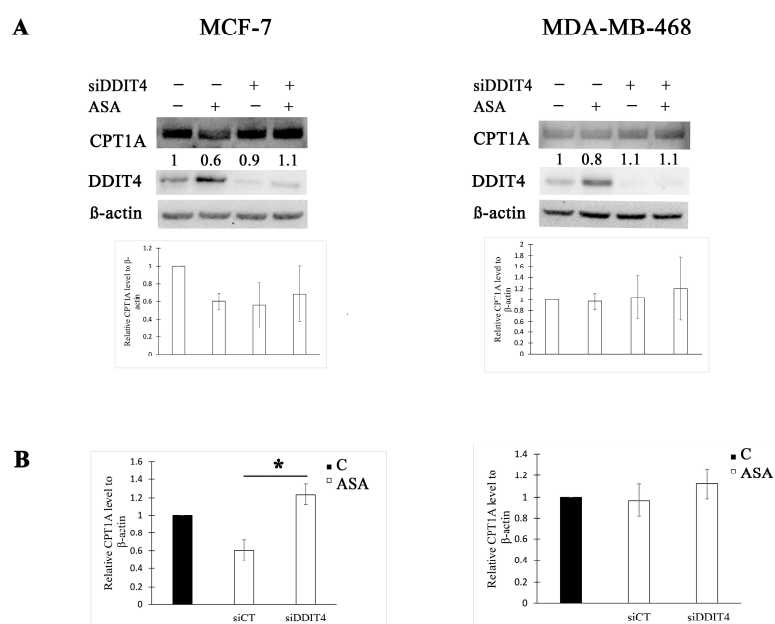 A
MCF-7
MDA-MB-468
siDDIT4 − − + +
ASA − + − +
CPT1A
1 0.6 0.9 1.1
DDIT4
ß-actin
Relative CPT1A level to β-
actin
1.2
1
0.8
0.6
0.4
0.2
0
siDDIT4 − − + +
ASA − + − +
CPT1A
1 0.8 1.1 1.1
DDIT4
ß-actin
Relative CPT1A level to
β-actin
2
1.8
1.6
1.4
1.2
1
0.8
0.6
0.4
0.2
0
B
Relative CPT1A level to
β-actin
1.6
1.4
1.2
1
0.8
0.6
0.4
0.2
0
*
C
ASA
siCT siDDIT4
Relative CPT1A level to
β-actin
1.4
1.2
1
0.8
0.6
0.4
0.2
0
C
ASA
siCT siDDIT4